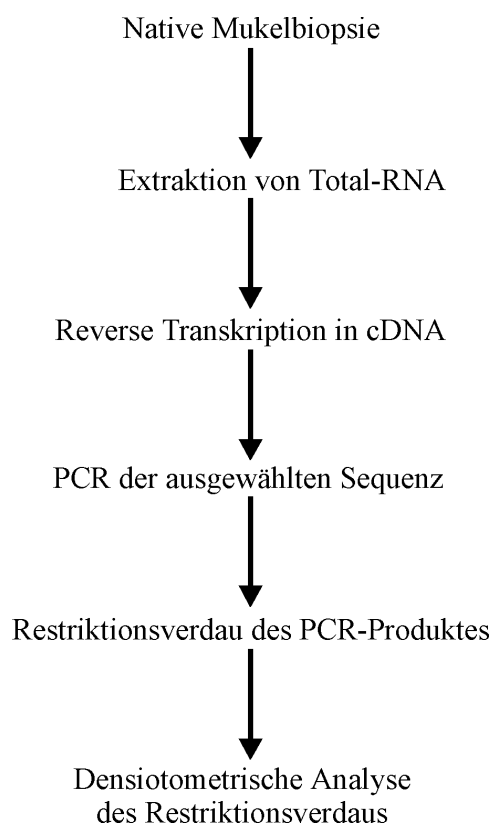 Native Mukelbiopsie
Extraktion von Total-RNA
Reverse Transkription in cDNA
PCR der ausgewählten Sequenz
Restriktionsverdau des PCR-Produktes
Densiotometrische Analyse
des Restriktionsverdaus